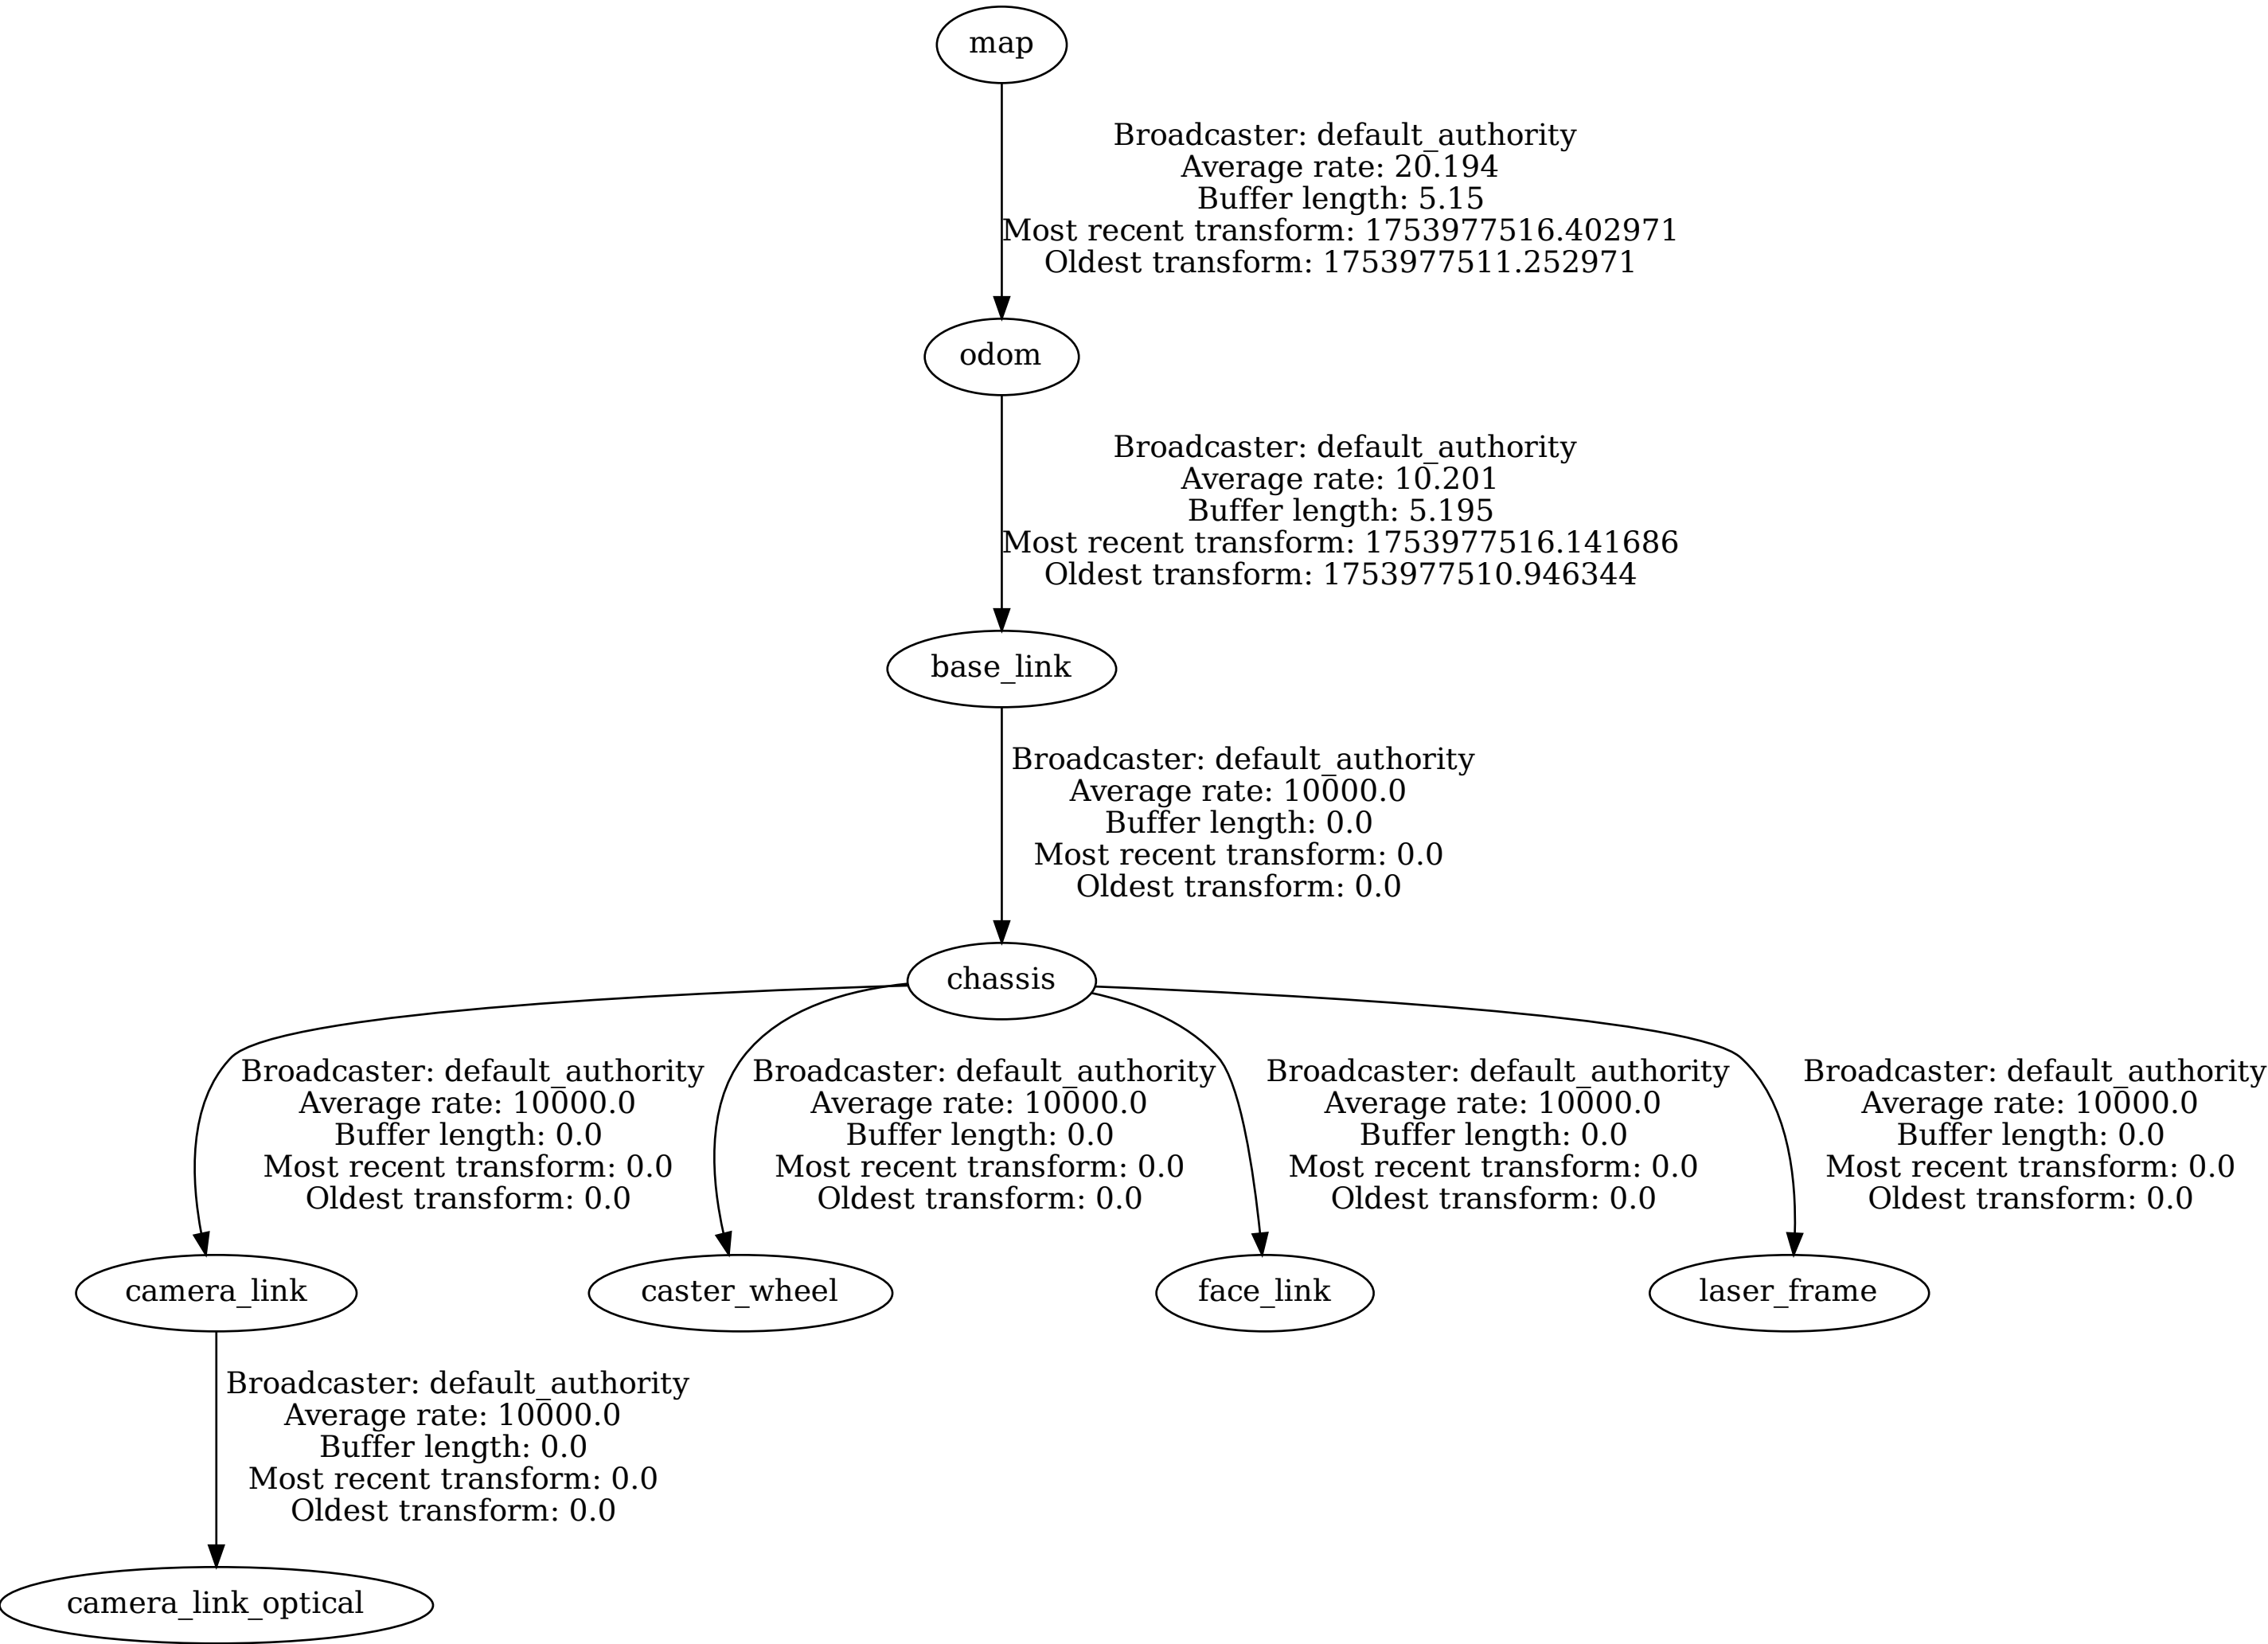 map
Broadcaster: default_authority
Average rate: 20.194
Buffer length: 5.15
Most recent transform: 1753977516.402971
Oldest transform: 1753977511.252971
odom
Broadcaster: default_authority
Average rate: 10.201
Buffer length: 5.195
Most recent transform: 1753977516.141686
Oldest transform: 1753977510.946344
base_link
Broadcaster: default_authority
Average rate: 10000.0
Buffer length: 0.0
Most recent transform: 0.0
Oldest transform: 0.0
chassis
Broadcaster: default_authority
Average rate: 10000.0
Buffer length: 0.0
Most recent transform: 0.0
Oldest transform: 0.0
Broadcaster: default_authority
Average rate: 10000.0
Buffer length: 0.0
Most recent transform: 0.0
Oldest transform: 0.0
Broadcaster: default_authority
Average rate: 10000.0
Buffer length: 0.0
Most recent transform: 0.0
Oldest transform: 0.0
Broadcaster: default_authority
Average rate: 10000.0
Buffer length: 0.0
Most recent transform: 0.0
Oldest transform: 0.0
camera_link
caster_wheel
face_link
laser_frame
Broadcaster: default_authority
Average rate: 10000.0
Buffer length: 0.0
Most recent transform: 0.0
Oldest transform: 0.0
camera_link_optical